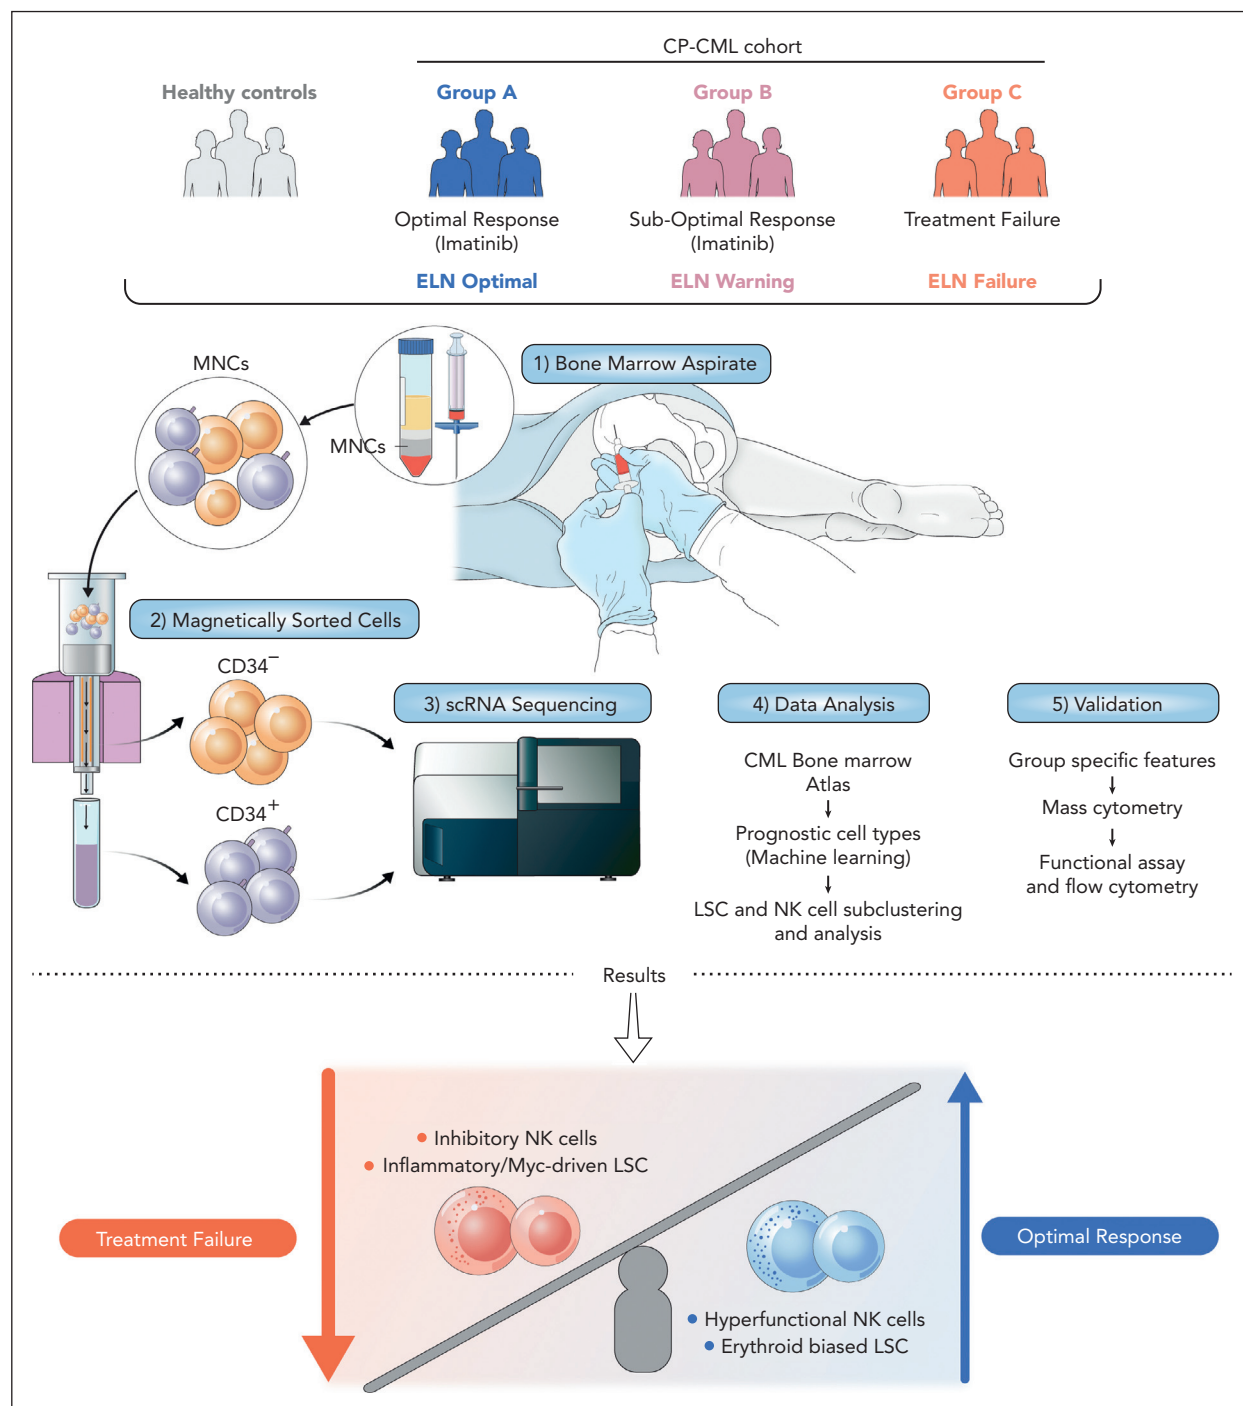 CP-CML cohort
Healthy controls
Group A
Group B
Group C
Optimal Response
(Imatinib)
Sub-Optimal Response
(Imatinib)
Treatment Failure
ELN Optimal
ELN Warning
ELN Failure
MNCs
MNCs
1) Bone Marrow Aspirate
2) Magnetically Sorted Cells
CD34⁻
CD34⁺
3) scRNA Sequencing
4) Data Analysis
CML Bone marrow
Atlas
Prognostic cell types
(Machine learning)
LSC and NK cell subclustering
and analysis
5) Validation
Group specific features
Mass cytometry
Functional assay
and flow cytometry
Results
• Inhibitory NK cells
• Inflammatory/Myc-driven LSC
Treatment Failure
Optimal Response
• Hyperfunctional NK cells
• Erythroid biased LSC